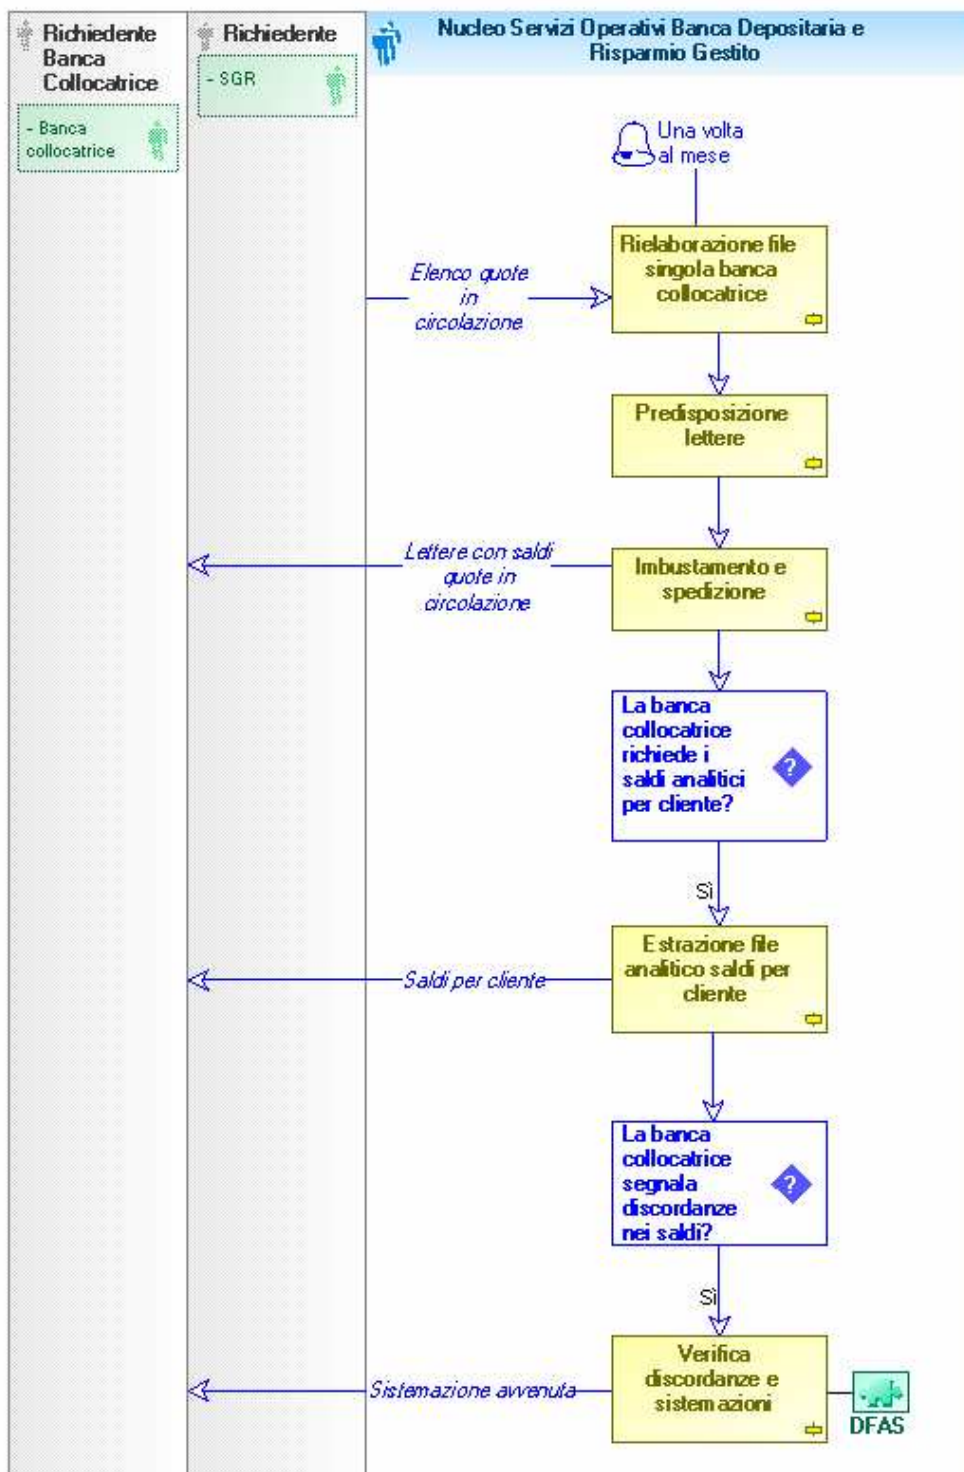 Richiedente
Banca
Collocatrice
- Banca
collocatrice
Richiedente
- SGR
Nucleo Servizi Operativi Banca Depositaria e
Risparmio Gestito
Una volta
al mese
Rielaborazione file
singola banca
collocatrice
Elenco quote
in
circolazione
Predisposizione
lettere
Imbustamento e
spedizione
Lettere con saldi
quote in
circolazione
La banca
collocatrice
richiede i
saldi analitici
per cliente?
?
Sì
Estrazione file
analitico saldi per
cliente
Saldi per cliente
La banca
collocatrice
segnala
discordanze
nei saldi?
?
Sì
Verifica
discordanze e
sistemazioni
Sistemazione avvenuta
DFAS